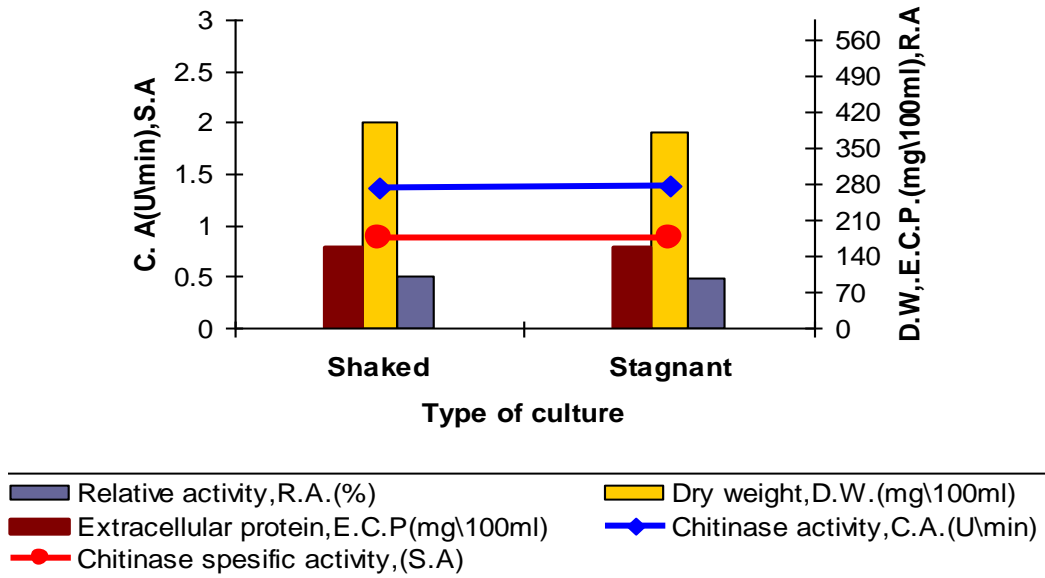 C. A(U\min),S.A
3
2.5
2
1.5
1
0.5
0
560
490
420
350
280
210
140
70
0
D.W,.E.C.P.(mg\100ml),R.A
Shaked Stagnant
Type of culture
Relative activity,R.A.(%) Dry weight,D.W.(mg\100ml)
Extracellular protein,E.C.P(mg\100ml) Chitinase activity,C.A.(U\min)
Chitinase spesific activity,(S.A)